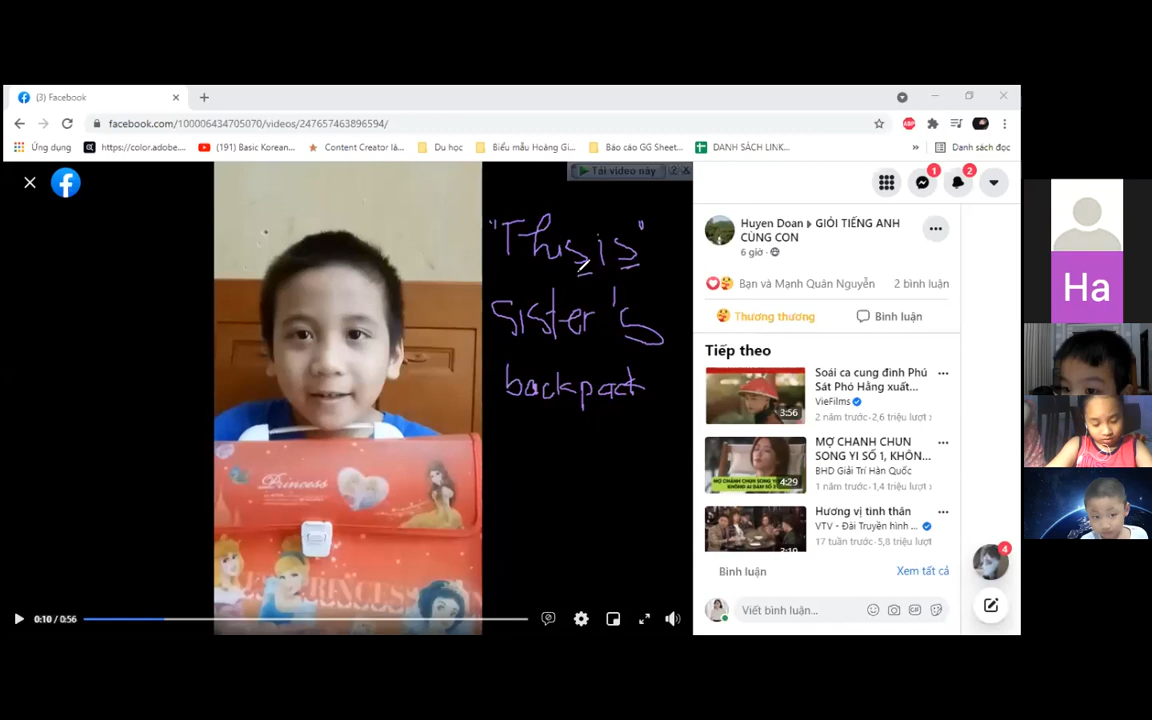 (3) Facebook
facebook.com/100006434705070/videos/247657463896594/
ABP
Ứng dụng
https://color.adobe....
(191) Basic Korean...
Content Creator là...
Du học
Biểu mẫu Hoàng Gi...
Báo cáo GG Sheet...
DANH SÁCH LINK...
»
Danh sách đọc
Tải video này
? X
1
2
"This is"
sister's
backpack
Princess
PRINCESS
0:10 / 0:56
Huyen Doan ▸ GIỎI TIẾNG ANH
CÙNG CON
6 giờ ·
Bạn và Mạnh Quân Nguyễn
2 bình luận
Thương thương
Bình luận
Tiếp theo
3:56
Soái ca cung đình Phú
Sát Phó Hằng xuất...
VieFilms
2 năm trước · 2,6 triệu lượt
4:29
MỢ CHẢNH CHUN
SONG YI SỐ 1, KHÔN...
BHD Giải Trí Hàn Quốc
1 năm trước · 1,4 triệu lượt
Hương vị tình thân
VTV - Đài Truyền hình ...
17 tuần trước · 5,8 triệu lượt
Bình luận
Xem tất cả
4
Viết bình luận...
GIF
Ha